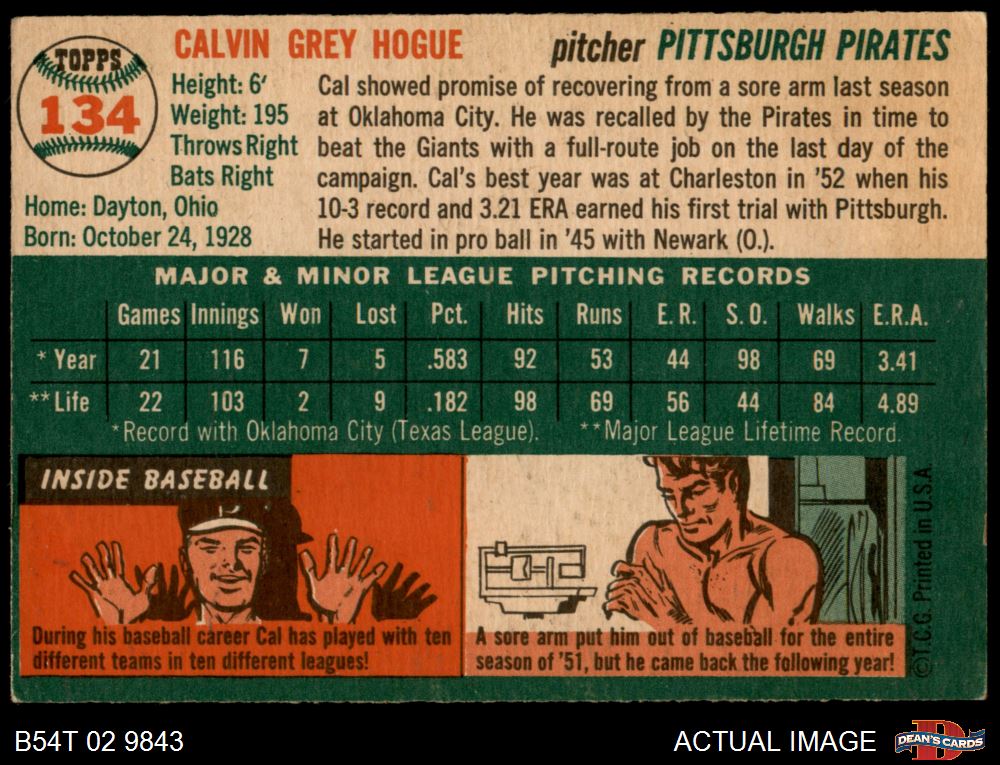 TOPPS
134
CALVIN GREY HOGUE pitcher PITTSBURGH PIRATES
Height: 6'
Weight: 195
Throws Right
Bats Right
Home: Dayton, Ohio
Born: October 24, 1928
Cal showed promise of recovering from a sore arm last season
at Oklahoma City. He was recalled by the Pirates in time to
beat the Giants with a full-route job on the last day of the
campaign. Cal's best year was at Charleston in '52 when his
10-3 record and 3.21 ERA earned his first trial with Pittsburgh.
He started in pro ball in '45 with Newark (O.).
MAJOR & MINOR LEAGUE PITCHING RECORDS
Games Innings Won Lost Pct. Hits Runs E.R. S.O. Walks E.R.A.
* Year 21 116 7 5 .583 92 53 44 98 69 3.41
** Life 22 103 2 9 .182 98 69 56 44 84 4.89
*Record with Oklahoma City (Texas League). **Major League Lifetime Record.
INSIDE BASEBALL
P
During his baseball career Cal has played with ten
different teams in ten different leagues!
A sore arm put him out of baseball for the entire
season of '51, but he came back the following year!
©T.C.G. Printed in U.S.A.
B54T 02 9843
ACTUAL IMAGE
DEAN'S CARDS